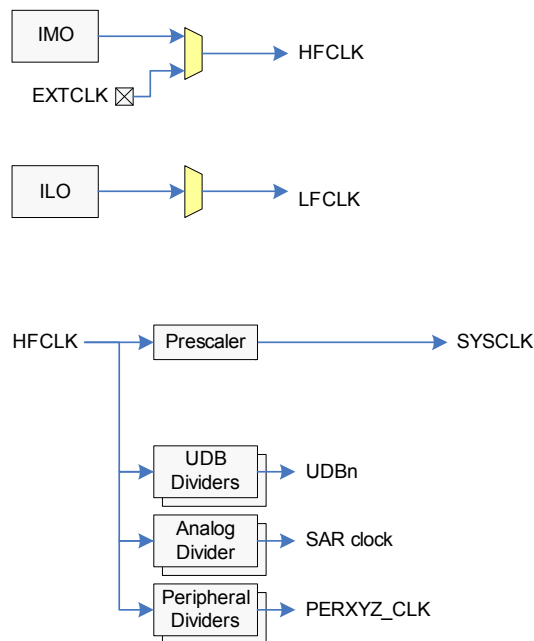 IMO
HFCLK
EXTCLK
ILO
LFCLK
HFCLK
Prescaler
SYSCLK
UDB
Dividers
UDBn
Analog
Divider
SAR clock
Peripheral
Dividers
PERXYZ_CLK